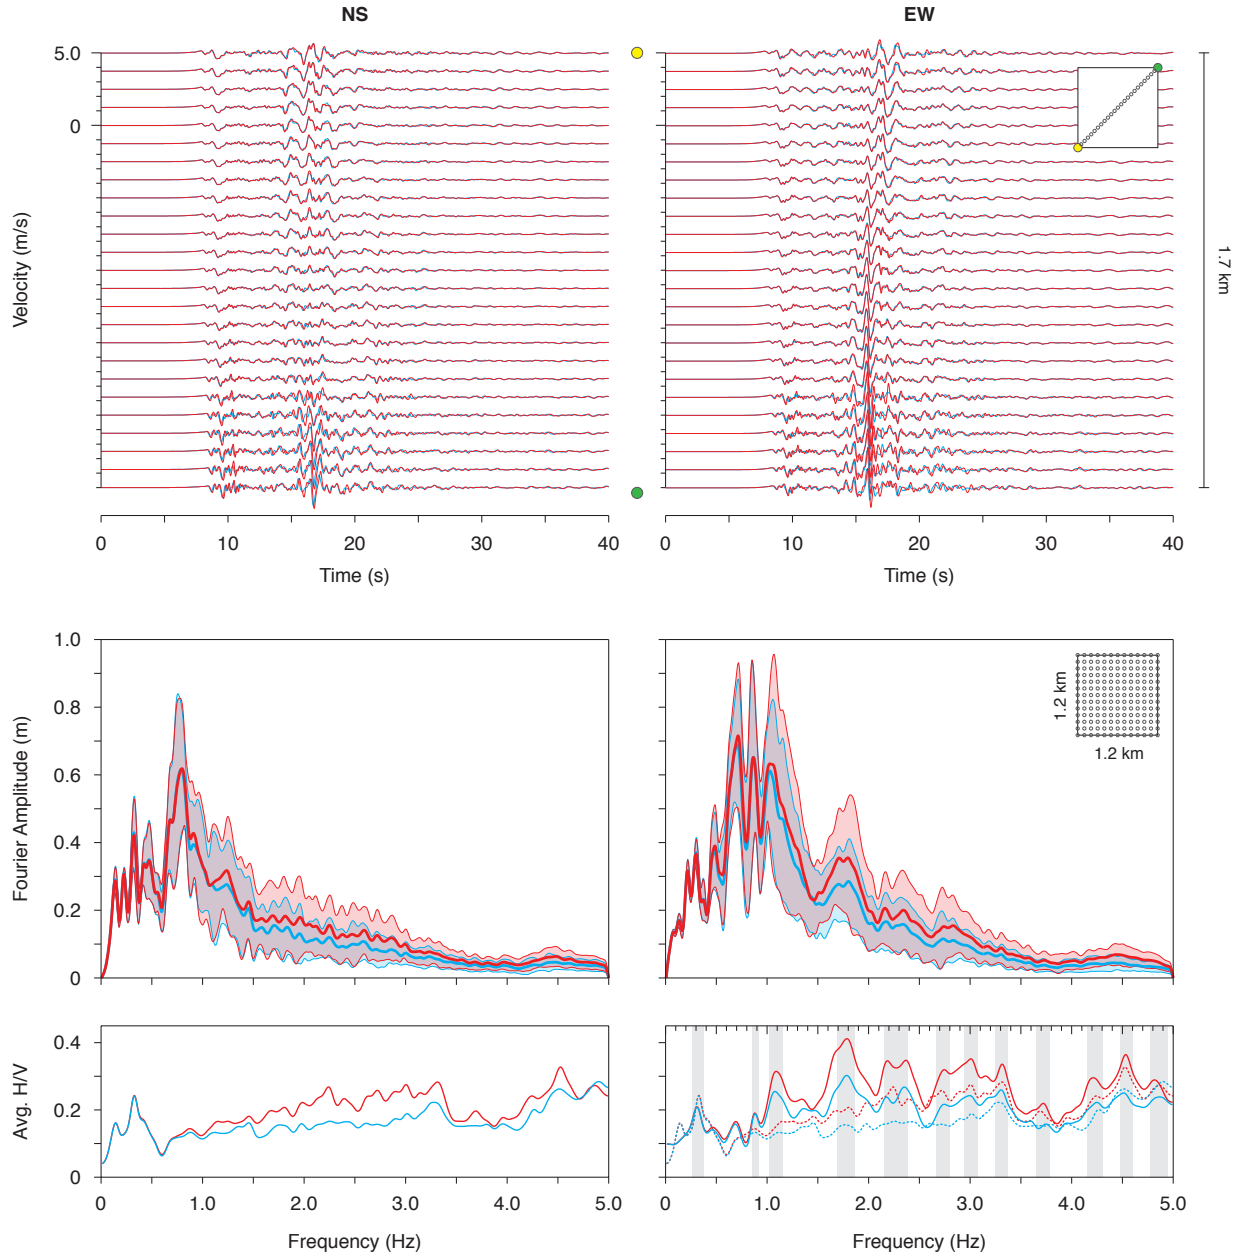 NS
EW
5.0
0
Velocity (m/s)
1.7 km
0 10 20 30 40
0 10 20 30 40
Time (s)
Time (s)
1.0
0.8
0.6
0.4
0.2
0
Fourier Amplitude (m)
1.2 km
1.2 km
0.4
0.2
0
Avg. H/V
0 1.0 2.0 3.0 4.0 5.0
0 1.0 2.0 3.0 4.0 5.0
Frequency (Hz)
Frequency (Hz)